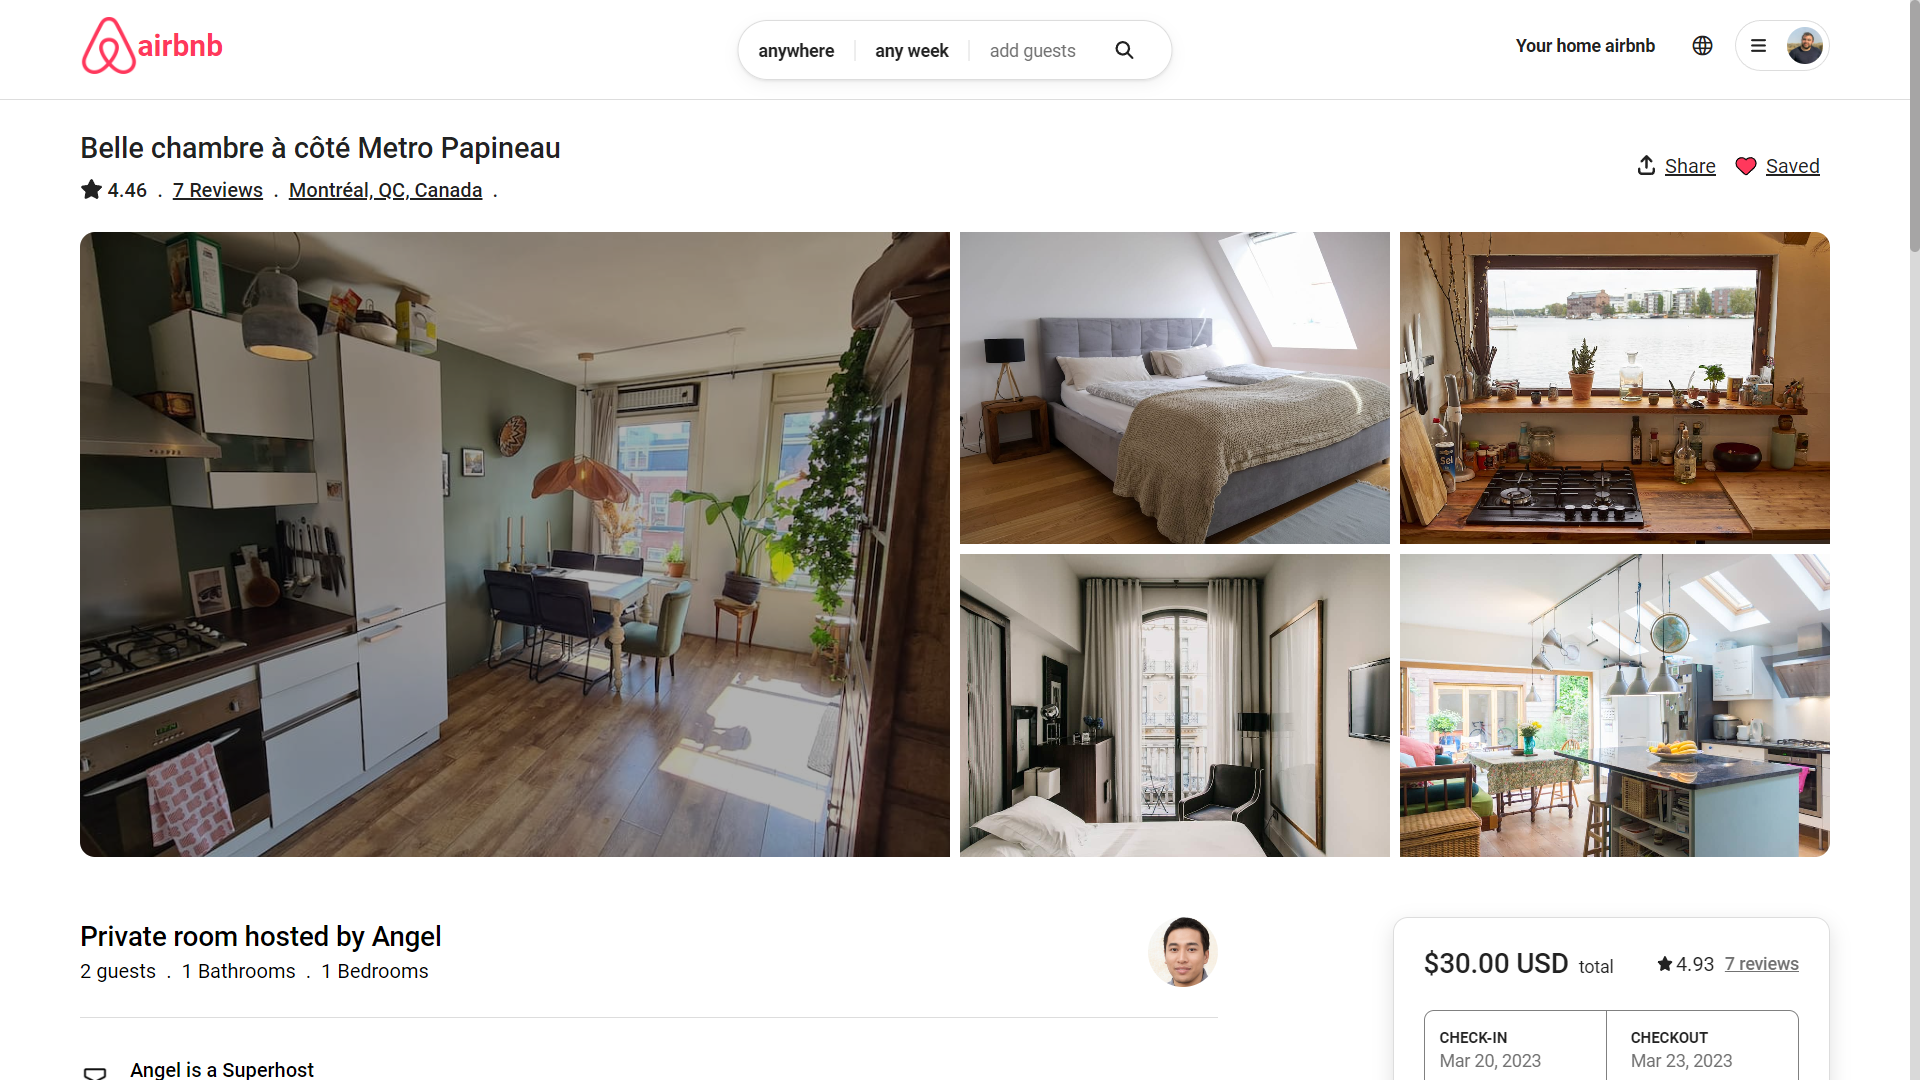 airbnb
anywhere any week add guests
Your home airbnb
Belle chambre à côté Metro Papineau
4.46 . 7 Reviews . Montréal, QC, Canada .
Share Saved
Sel
Private room hosted by Angel
2 guests . 1 Bathrooms . 1 Bedrooms
$30.00 USD total 4.93 7 reviews
CHECK-IN CHECKOUT
Mar 20, 2023 Mar 23, 2023
Angel is a Superhost